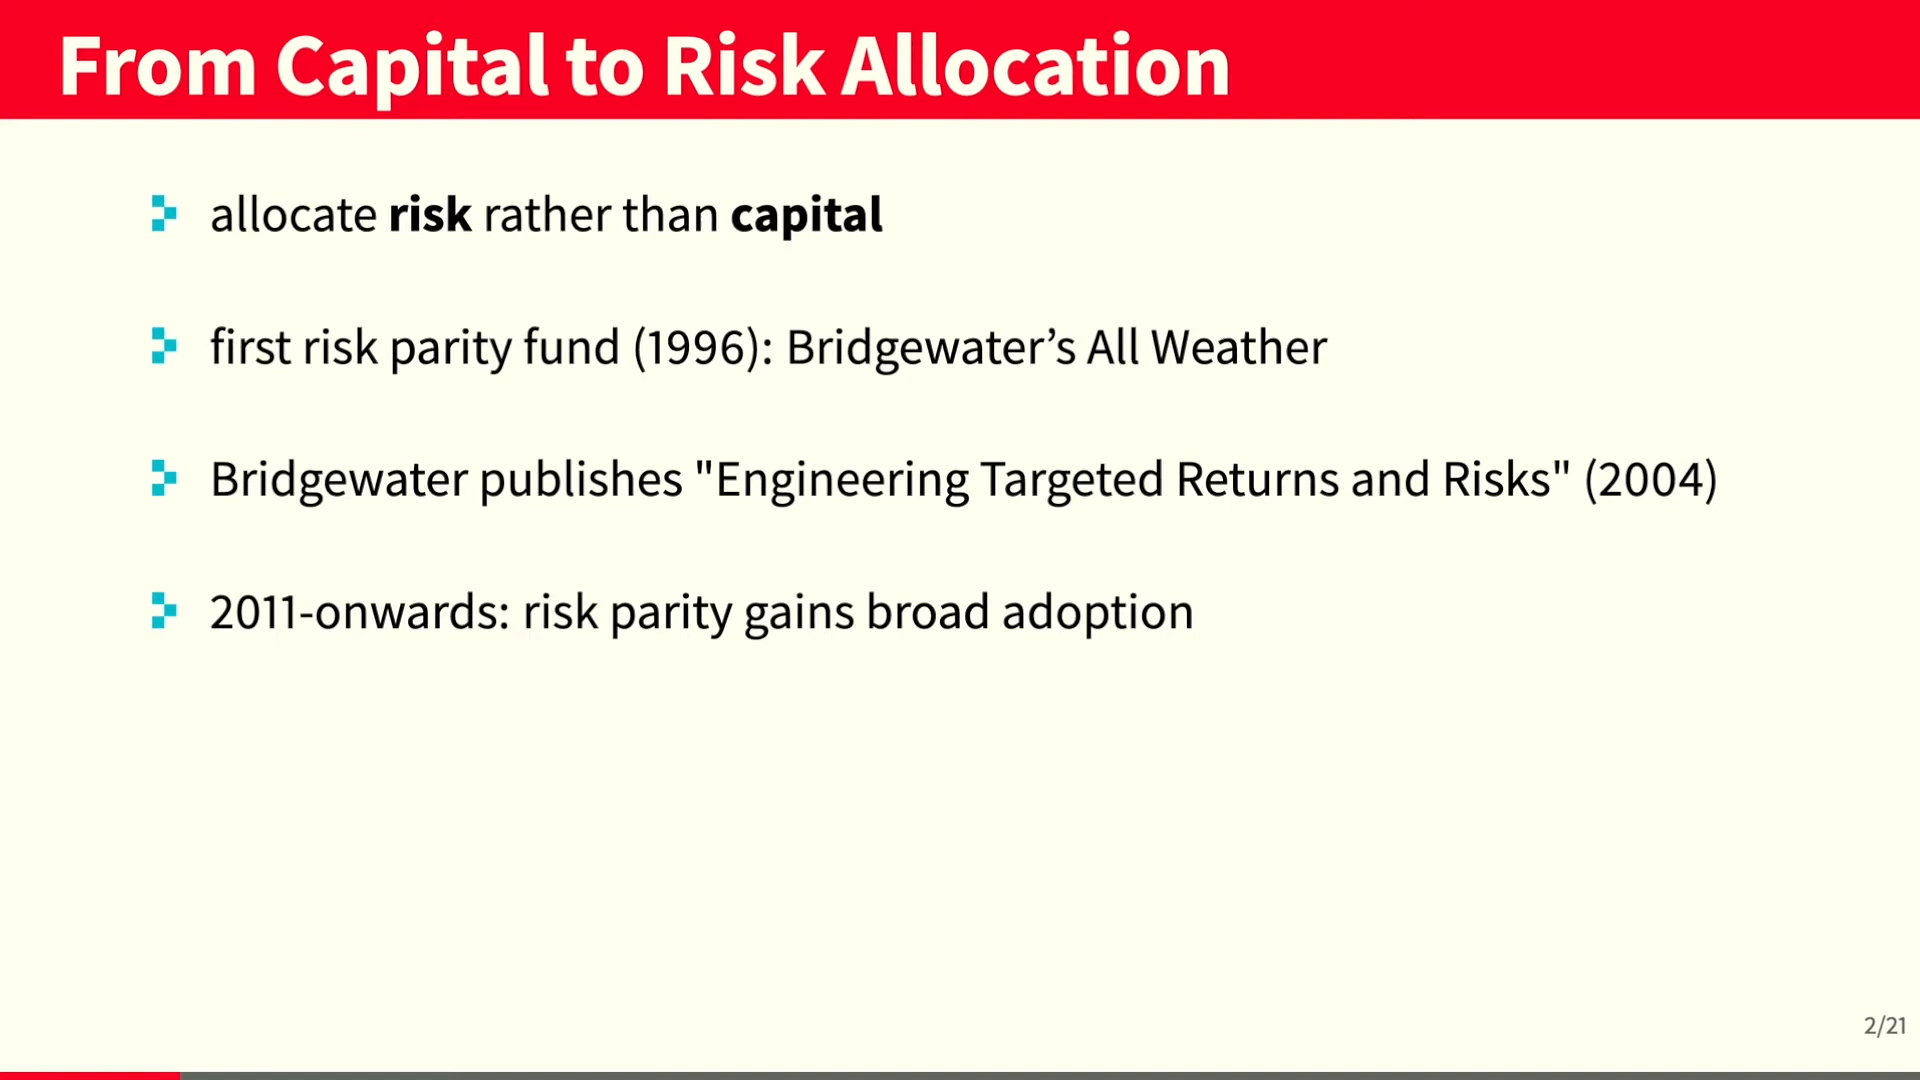 From Capital to Risk Allocation
allocate risk rather than capital
first risk parity fund (1996): Bridgewater’s All Weather
Bridgewater publishes "Engineering Targeted Returns and Risks" (2004)
2011-onwards: risk parity gains broad adoption
2/21